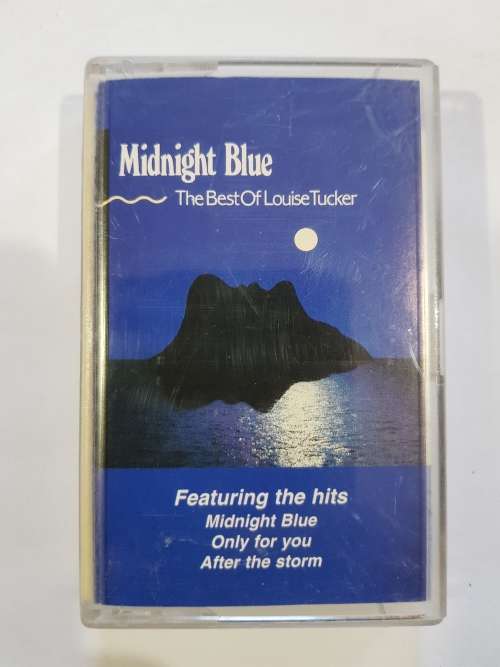 Midnight Blue
The Best Of Louise Tucker
Featuring the hits
Midnight Blue
Only for you
After the storm